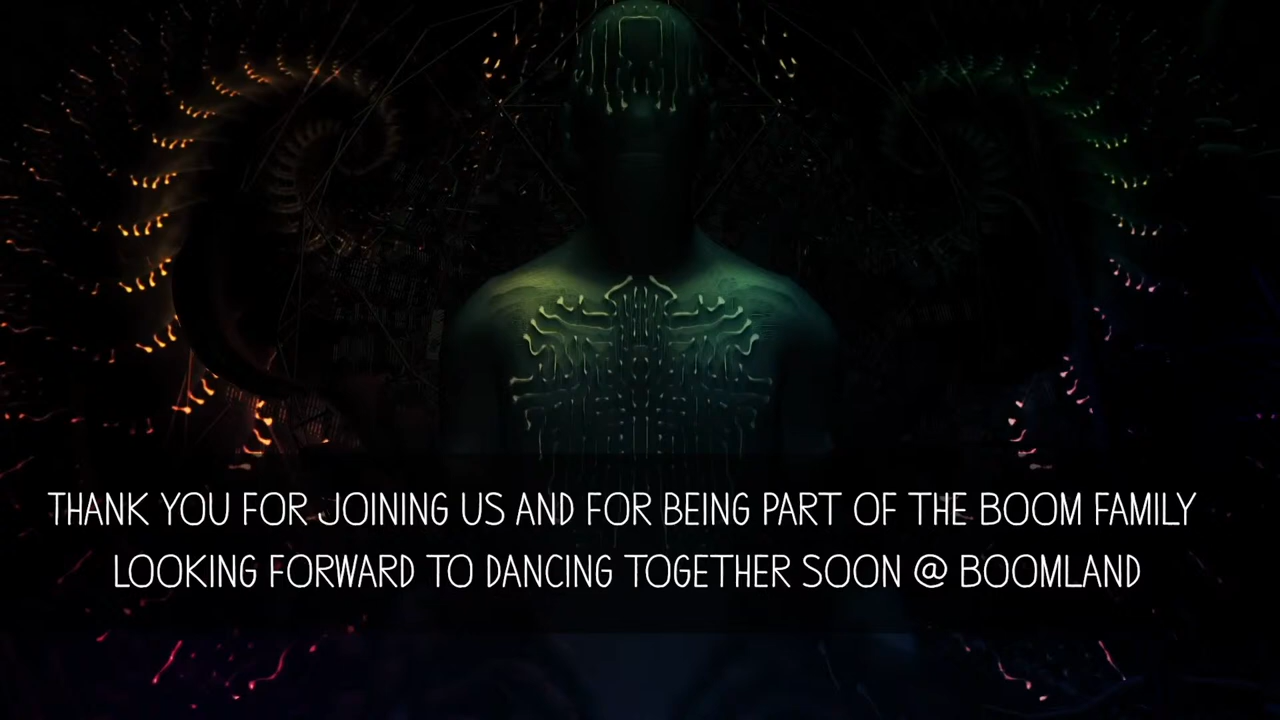 THANK YOU FOR JOINING US AND FOR BEING PART OF THE BOOM FAMILY
LOOKING FORWARD TO DANCING TOGETHER SOON @ BOOMLAND